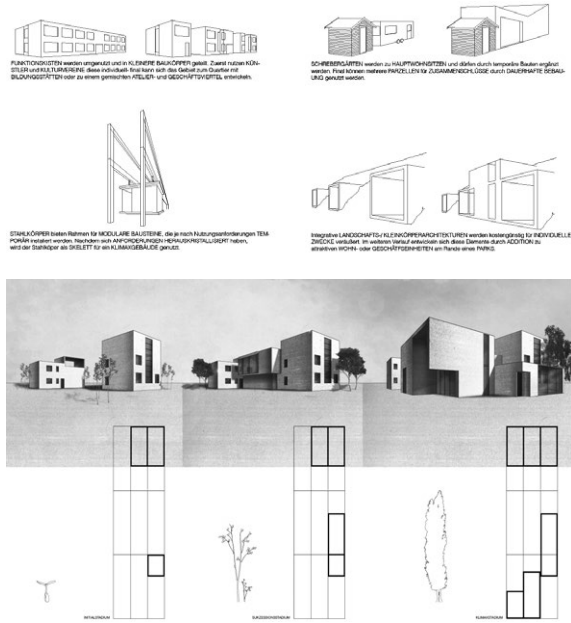 FUNKTIONSKISTEN werden umgenutzt und in KLEINERE BAUKÖRPER geteilt. Zuerst nutzen KÜN-
STLER und KULTURVEREINE diese individuell- final kann sich das Gebiet zum Quartier mit
BILDUNGSSTÄTTEN oder zu einem gemischten ATELIER- und GESCHÄFTSVIERTEL entwickeln.
SCHREBERGÄRTEN werden zu HAUPTWOHNSITZEN und dürfen durch temporäre Bauten ergänzt
werden. Final können mehrere PARZELLEN für ZUSAMMENSCHLÜSSE durch DAUERHAFTE BEBAU-
UNG genutzt werden.
STAHLKÖRPER bieten Rahmen für MODULARE BAUSTEINE, die je nach Nutzungsanforderungen TEM-
PORÄR installiert werden. Nachdem sich ANFORDERUNGEN HERAUSKRISTALLISIERT haben,
wird der Stahlkörper als SKELETT für ein KLIMAXGEBÄUDE genutzt.
Integrative LANDSCHAFTS-/ KLEINKÖRPERARCHITEKTUREN werden kostengünstig für INDIVIDUELLE
ZWECKE veräußert. Im weiteren Verlauf entwickeln sich diese Elemente durch ADDITION zu
attraktiven WOHN- oder GESCHÄFTSEINHEITEN am Rande eines PARKS.
INITIALSTADIUM
SUKZESSIONSSTADIUM
KLIMAXSTADIUM